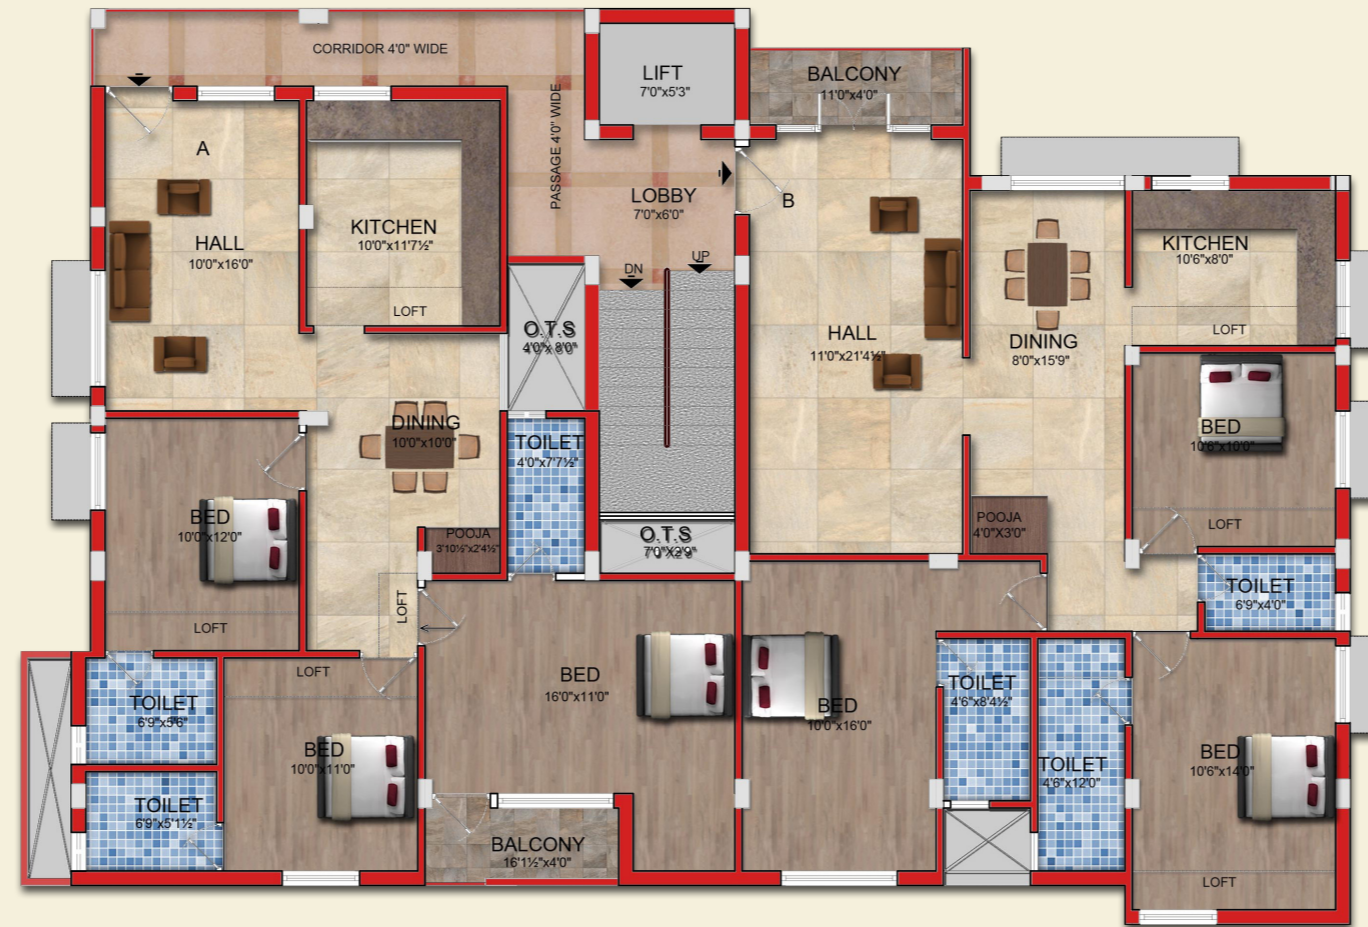 CORRIDOR 4'0" WIDE
LIFT
7'0"x5'3"
BALCONY
11'0"x4'0"
PASSAGE 4'0" WIDE
A
LOBBY
7'0"x6'0"
B
KITCHEN
10'0"x11'7½"
HALL
10'0"x16'0"
LOFT
DN
UP
KITCHEN
10'6"x8'0"
LOFT
O.T.S
4'0"x 8'0"
HALL
11'0"x21'4½"
DINING
8'0"x15'9"
DINING
10'0"x10'0"
TOILET
4'0"x7'7½"
BED
10'6"x10'0"
LOFT
BED
10'0"x12'0"
LOFT
POOJA
3'10½"x2'4½"
O.T.S
7'0"X2'9"
POOJA
4'0"X3'0"
TOILET
6'9"x4'0"
LOFT
LOFT
BED
16'0"x11'0"
BED
10'0"x16'0"
TOILET
4'6"x8'4½"
TOILET
6'9"x5'6"
BED
10'0"x11'0"
TOILET
4'6"x12'0"
BED
10'6"x14'0"
TOILET
6'9"x5'1½"
BALCONY
16'1½"x4'0"
LOFT